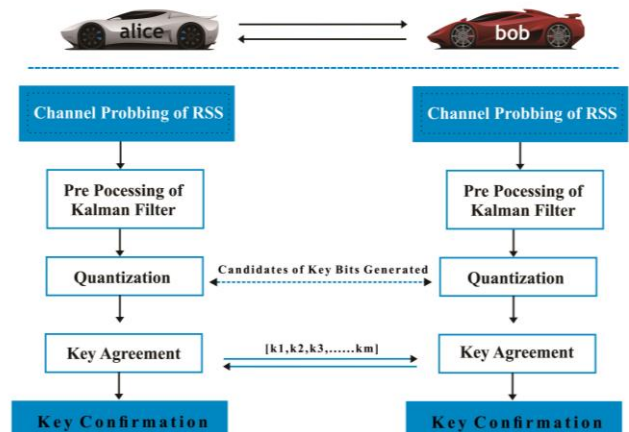 alice
bob
Channel Probbing of RSS
Channel Probbing of RSS
Pre Pocessing of
Kalman Filter
Pre Pocessing of
Kalman Filter
Quantization
Candidates of Key Bits Generated
Quantization
Key Agreement
[k1,k2,k3,......km]
Key Agreement
Key Confirmation
Key Confirmation